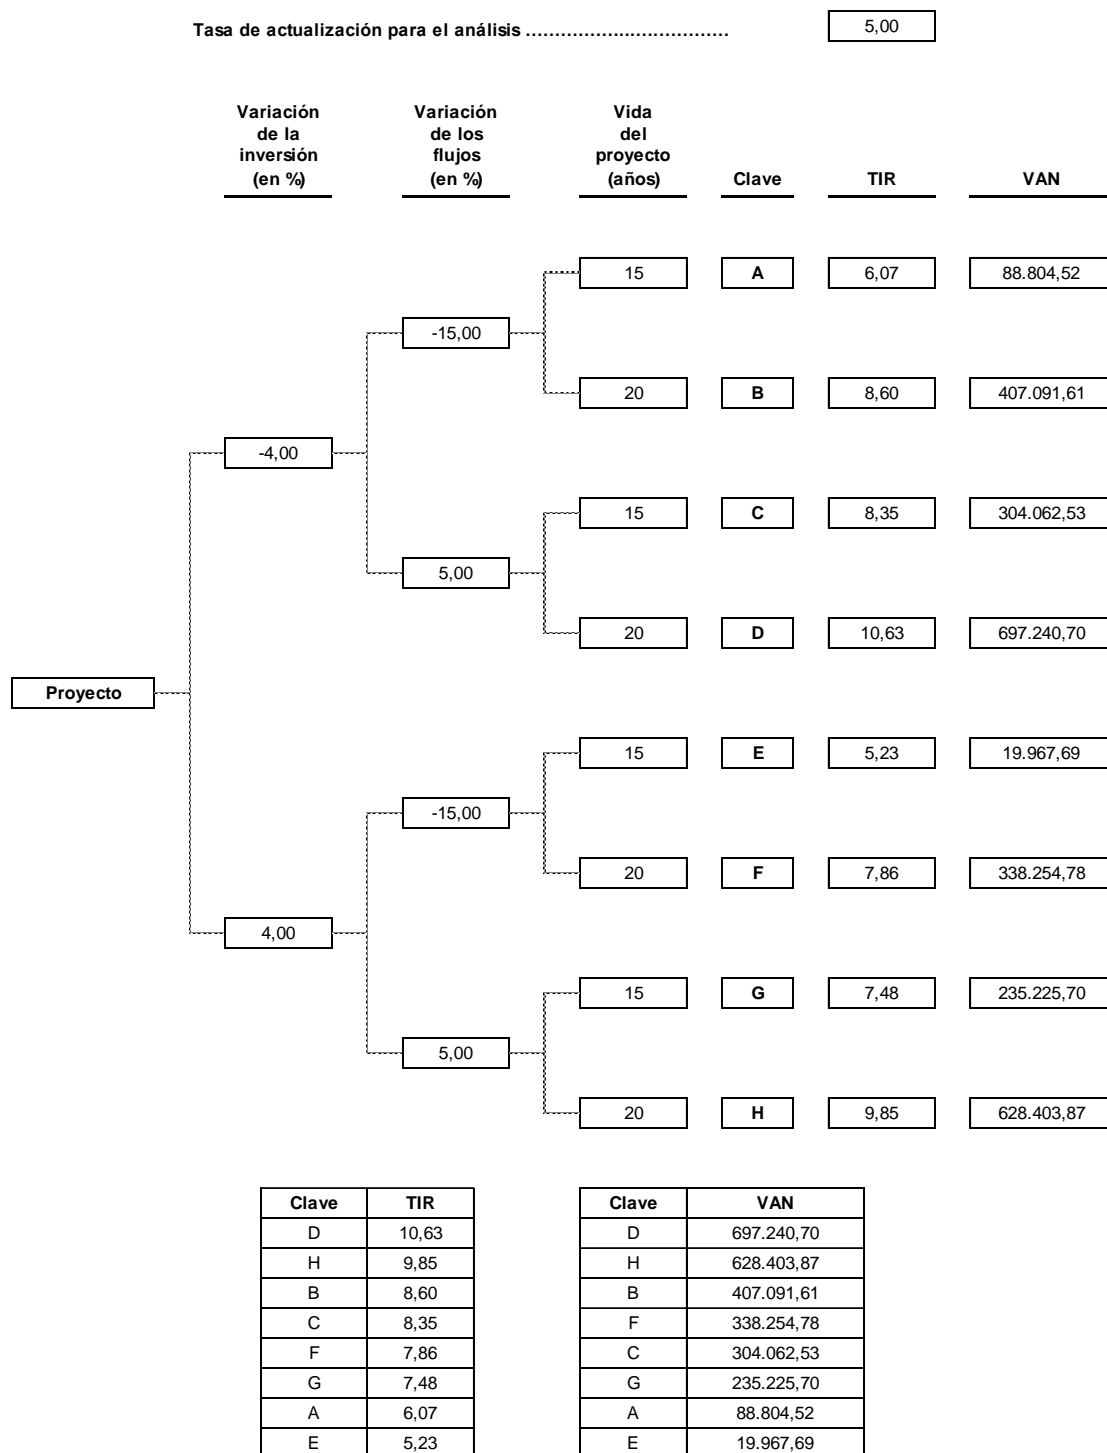 Tasa de actualización para el análisis ……………….…..………… 5,00
Variación de la inversión (en %)
Variación de los flujos (en %)
Vida del proyecto (años)
Clave
TIR
VAN
15 A 6,07 88.804,52
-15,00
20 B 8,60 407.091,61
-4,00
15 C 8,35 304.062,53
5,00
20 D 10,63 697.240,70
Proyecto
15 E 5,23 19.967,69
-15,00
20 F 7,86 338.254,78
4,00
15 G 7,48 235.225,70
5,00
20 H 9,85 628.403,87
Clave TIR
D 10,63
H 9,85
B 8,60
C 8,35
F 7,86
G 7,48
A 6,07
E 5,23
Clave VAN
D 697.240,70
H 628.403,87
B 407.091,61
F 338.254,78
C 304.062,53
G 235.225,70
A 88.804,52
E 19.967,69